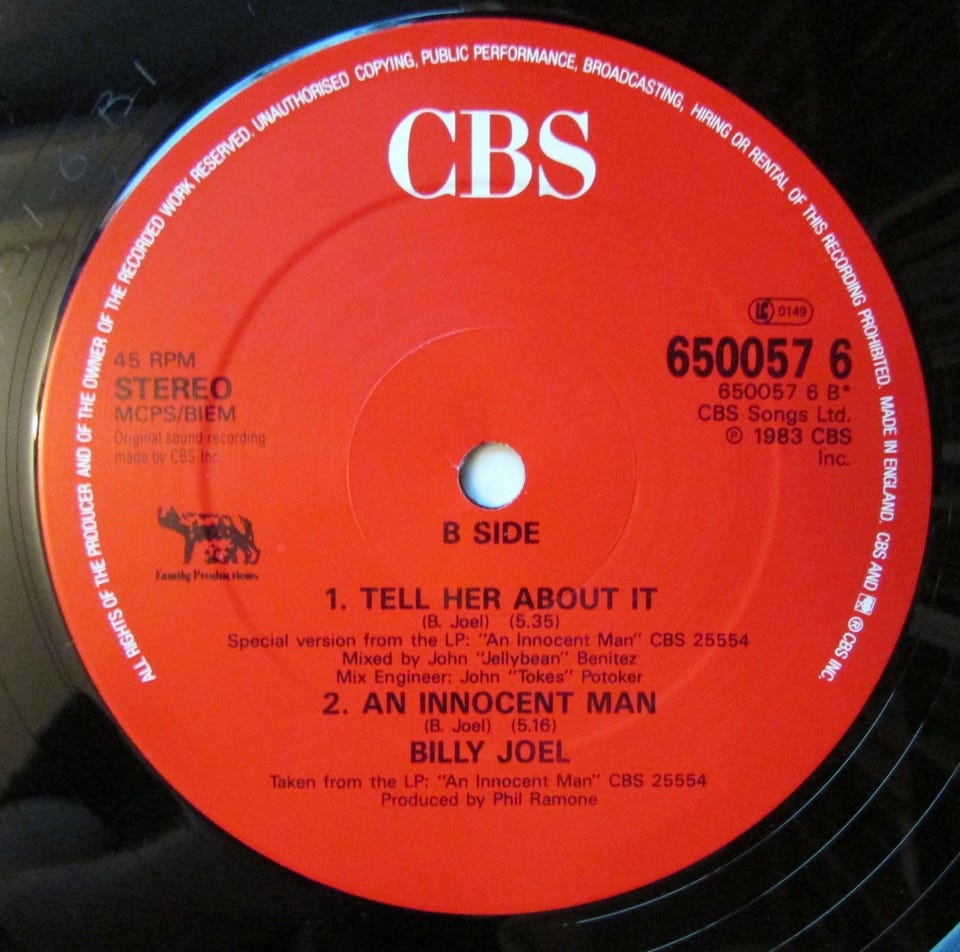 ALL RIGHTS OF THE PRODUCER AND OF THE OWNER OF THE RECORDED WORK RESERVED. UNAUTHORISED COPYING, PUBLIC PERFORMANCE, BROADCASTING, HIRING OR RENTAL OF THIS RECORDING PROHIBITED. MADE IN ENGLAND. CBS AND ® CBS INC.
CBS
LC 0149
45 RPM
STEREO
MCPS/BIEM
Original sound recording
made by CBS Inc.
650057 6
650057 6 B*
CBS Songs Ltd.
℗ 1983 CBS
Inc.
Family Productions
B SIDE
1. TELL HER ABOUT IT
(B. Joel) (5.35)
Special version from the LP: "An Innocent Man" CBS 25554
Mixed by John "Jellybean" Benitez
Mix Engineer: John "Tokes" Potoker
2. AN INNOCENT MAN
(B. Joel) (5.16)
BILLY JOEL
Taken from the LP: "An Innocent Man" CBS 25554
Produced by Phil Ramone